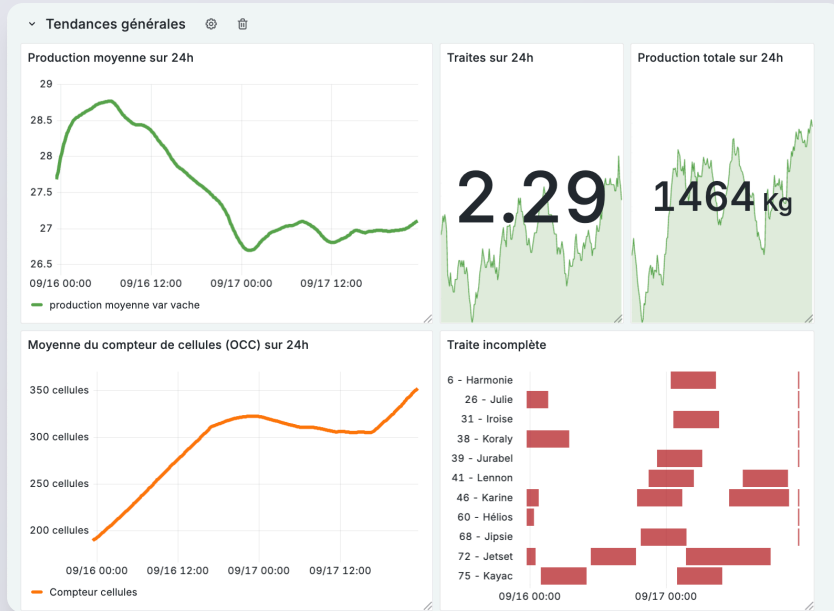 Tendances générales
Production moyenne sur 24h
29
28.5
28
27.5
27
26.5
09/16 00:00 09/16 12:00 09/17 00:00 09/17 12:00
production moyenne var vache
Traites sur 24h
2.29
Production totale sur 24h
1464 Kg
Moyenne du compteur de cellules (OCC) sur 24h
350 cellules
300 cellules
250 cellules
200 cellules
09/16 00:00 09/16 12:00 09/17 00:00 09/17 12:00
Compteur cellules
Traite incomplète
6 - Harmonie
26 - Julie
31 - Iroise
38 - Koraly
39 - Jurabel
41 - Lennon
46 - Karine
60 - Hélios
68 - Jipsie
72 - Jetset
75 - Kayac
09/16 00:00 09/17 00:00